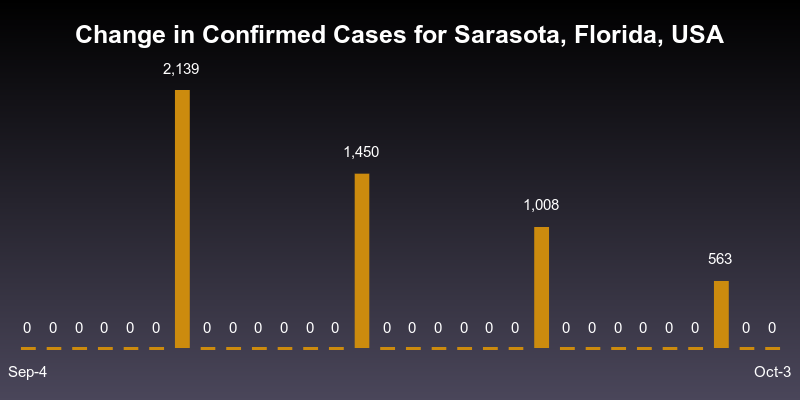 Change in Confirmed Cases for Sarasota, Florida, USA
2,139
1,450
1,008
563
0 0 0 0 0 0 0 0 0 0 0 0 0 0 0 0 0 0 0 0 0 0 0 0 0 0
Sep-4 Oct-3